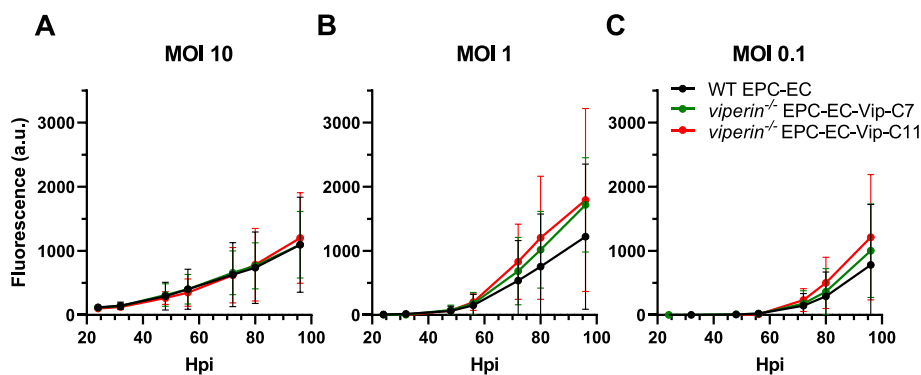 A
B
C
MOI 10
MOI 1
MOI 0.1
WT EPC-EC
viperin-/- EPC-EC-Vip-C7
viperin-/- EPC-EC-Vip-C11
Fluorescence (a.u.)
3000
2000
1000
0
20 40 60 80 100
Hpi
3000
2000
1000
0
20 40 60 80 100
Hpi
3000
2000
1000
0
20 40 60 80 100
Hpi